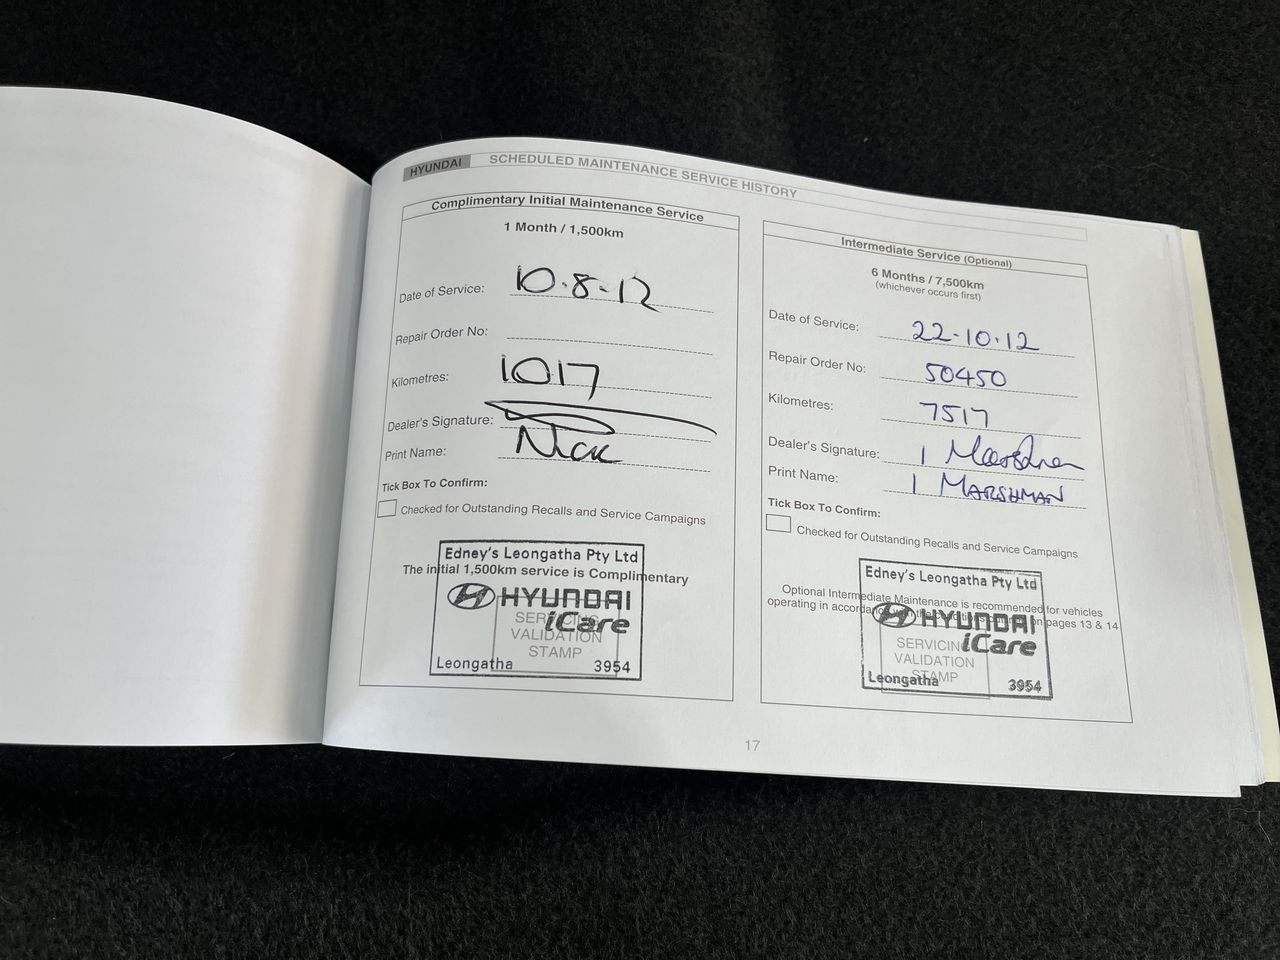 HYUNDAI SCHEDULED MAINTENANCE SERVICE HISTORY
Complimentary Initial Maintenance Service
1 Month / 1,500km
Date of Service: 10.8.12
Repair Order No:
Kilometres: 1017
Dealer's Signature:
Print Name: Nick
Tick Box To Confirm:
Checked for Outstanding Recalls and Service Campaigns
Edney's Leongatha Pty Ltd
The initial 1,500km service is Complimentary
HYUNDAI
iCare
SERVICING
VALIDATION
STAMP
Leongatha 3954
Intermediate Service (Optional)
6 Months / 7,500km
(whichever occurs first)
Date of Service: 22.10.12
Repair Order No: 50450
Kilometres: 7517
Dealer's Signature: I Marshman
Print Name: I MARSHMAN
Tick Box To Confirm:
Checked for Outstanding Recalls and Service Campaigns
Edney's Leongatha Pty Ltd
Optional Intermediate Maintenance is recommended for vehicles
operating in accordance with the on pages 13 & 14
HYUNDAI
iCare
SERVICING
VALIDATION
STAMP
Leongatha 3954
17